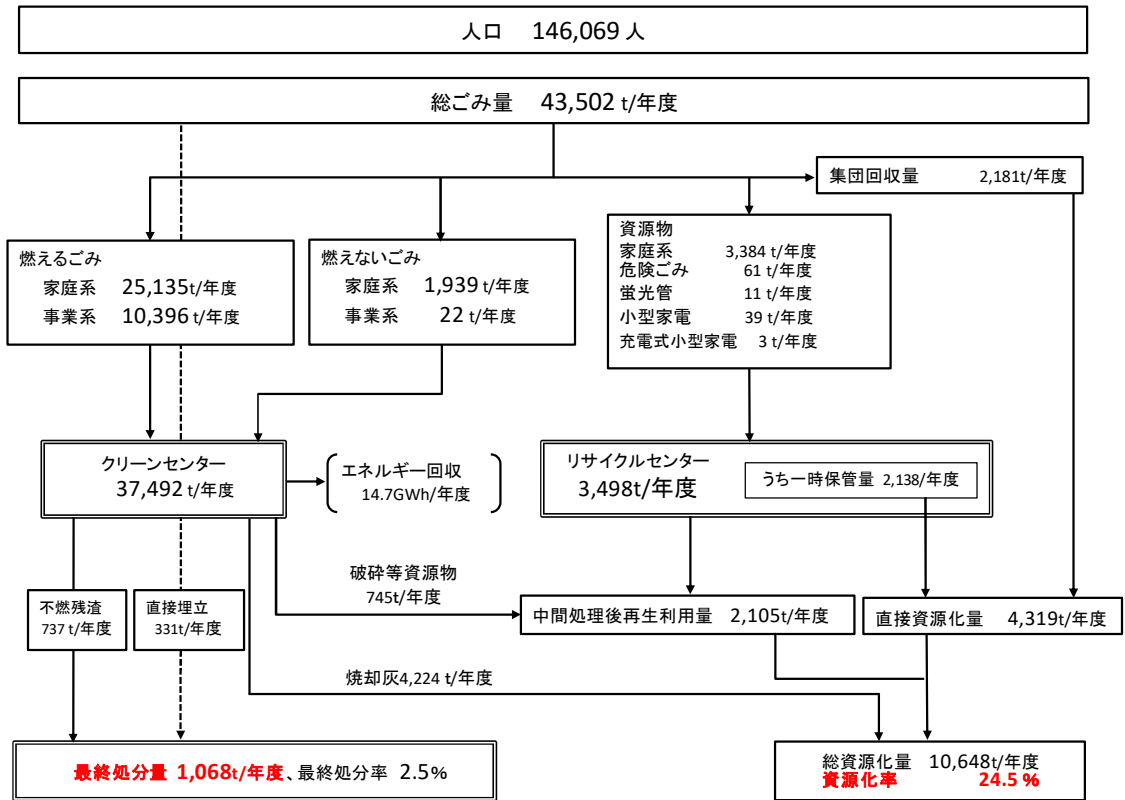 人口 146,069 人
総ごみ量 43,502 t/年度
集団回収量 2,181t/年度
燃えるごみ
家庭系 25,135t/年度
事業系 10,396 t/年度
燃えないごみ
家庭系 1,939 t/年度
事業系 22 t/年度
資源物
家庭系 3,384 t/年度
危険ごみ 61 t/年度
蛍光管 11 t/年度
小型家電 39 t/年度
充電式小型家電 3 t/年度
クリーンセンター
37,492 t/年度
エネルギー回収
14.7GWh/年度
リサイクルセンター
3,498t/年度
うち一時保管量 2,138/年度
破砕等資源物
745t/年度
不燃残渣
737 t/年度
直接埋立
331t/年度
中間処理後再生利用量 2,105t/年度
直接資源化量 4,319t/年度
焼却灰4,224 t/年度
最終処分量 1,068t/年度、最終処分率 2.5%
総資源化量 10,648t/年度
資源化率 24.5 %